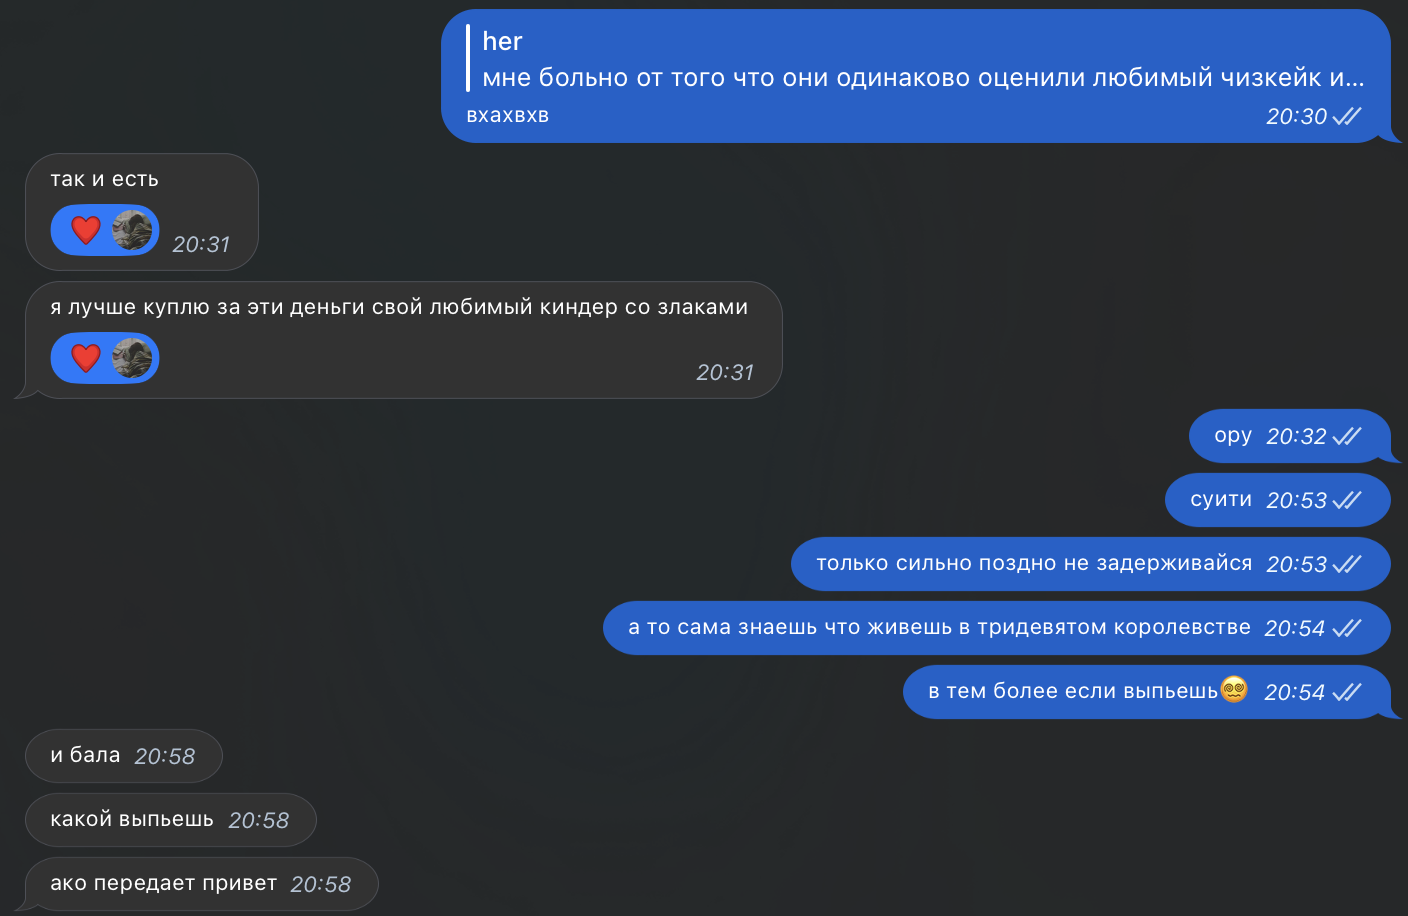 her
мне больно от того что они одинаково оценили любимый чизкейк и...
вхахвхв 20:30
так и есть
20:31
я лучше куплю за эти деньги свой любимый киндер со злаками
20:31
ору 20:32
суити 20:53
только сильно поздно не задерживайся 20:53
а то сама знаешь что живешь в тридевятом королевстве 20:54
в тем более если выпьешь😵‍💫 20:54
и бала 20:58
какой выпьешь 20:58
ако передает привет 20:58